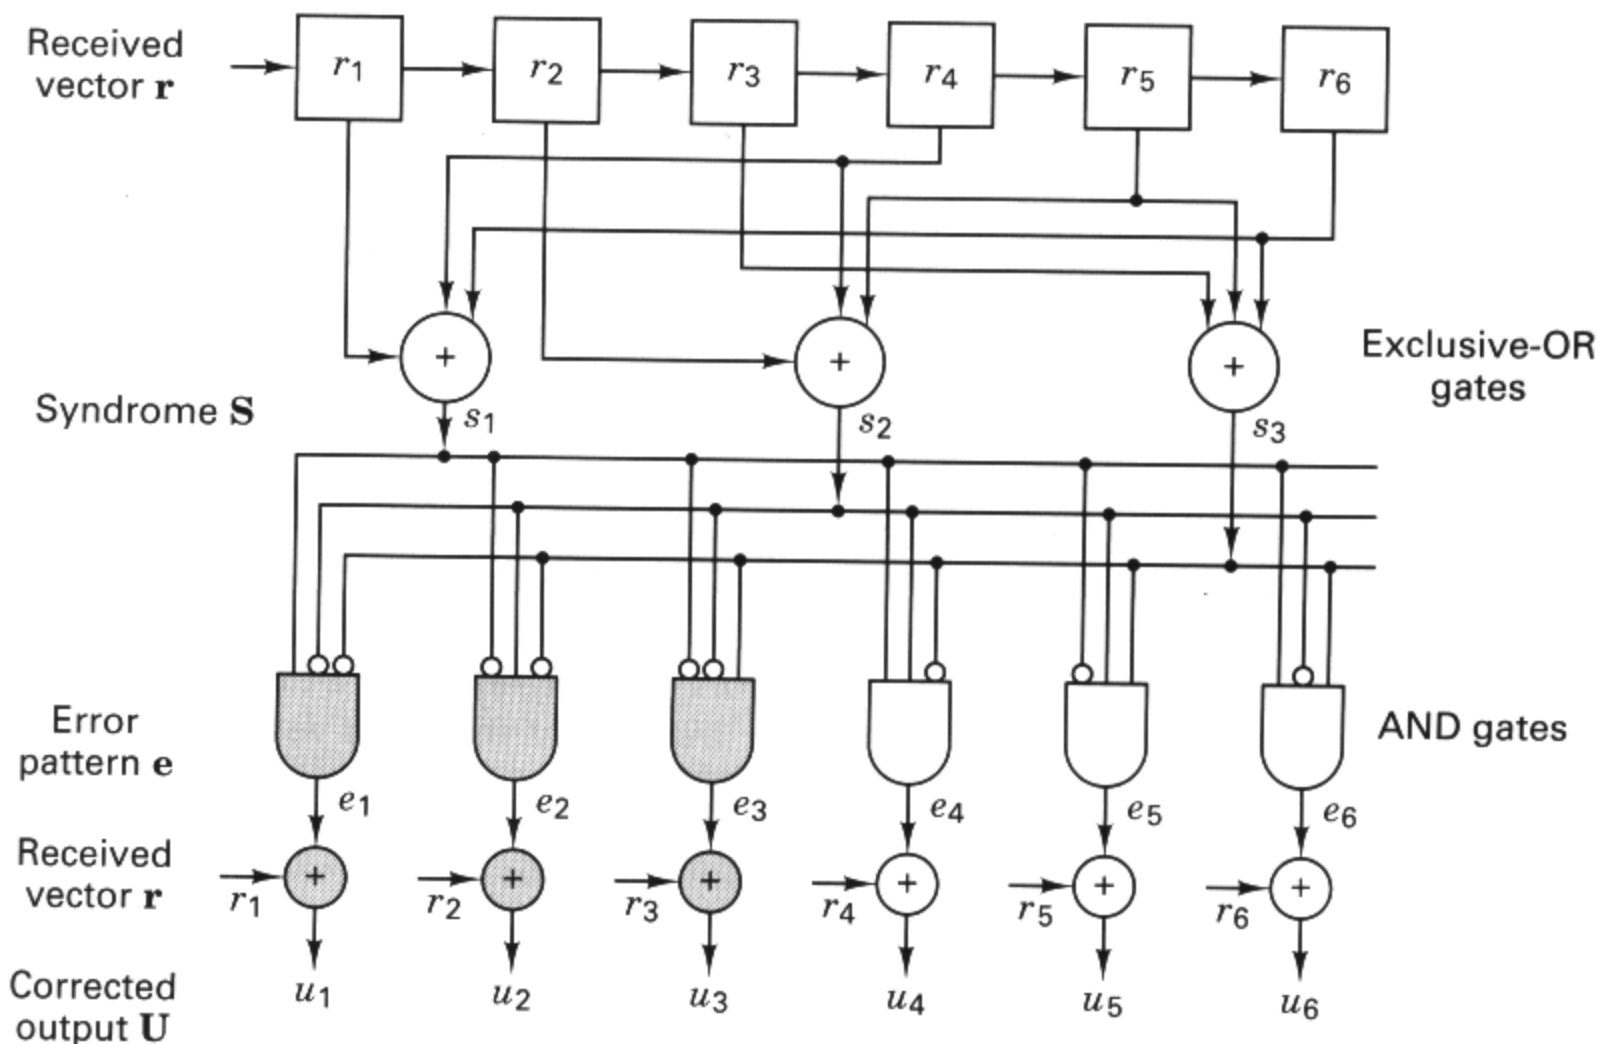 Received
vector r
r1 r2 r3 r4 r5 r6
+ + +
Exclusive-OR
gates
Syndrome S
s1 s2 s3
Error
pattern e
AND gates
e1 e2 e3 e4 e5 e6
Received
vector r
+ + + + + +
r1 r2 r3 r4 r5 r6
Corrected
output U
u1 u2 u3 u4 u5 u6